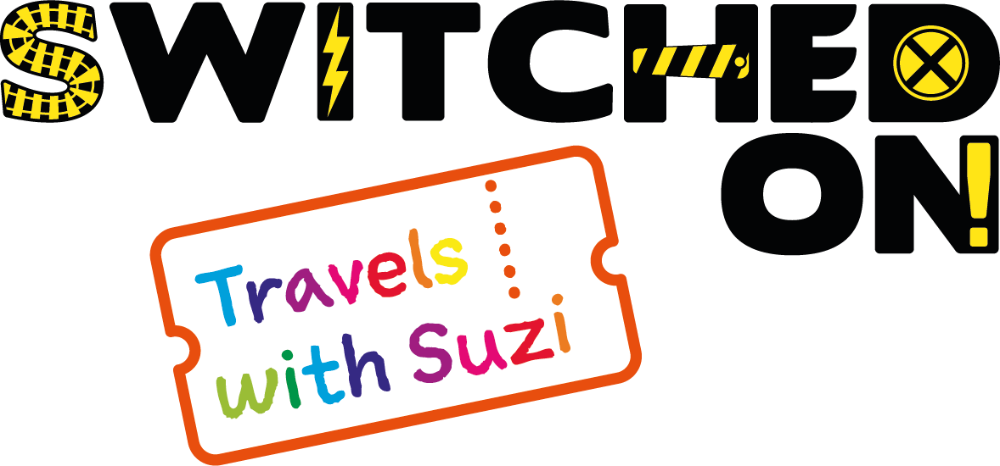 SWITCHED
ON!
Travels
with Suzi